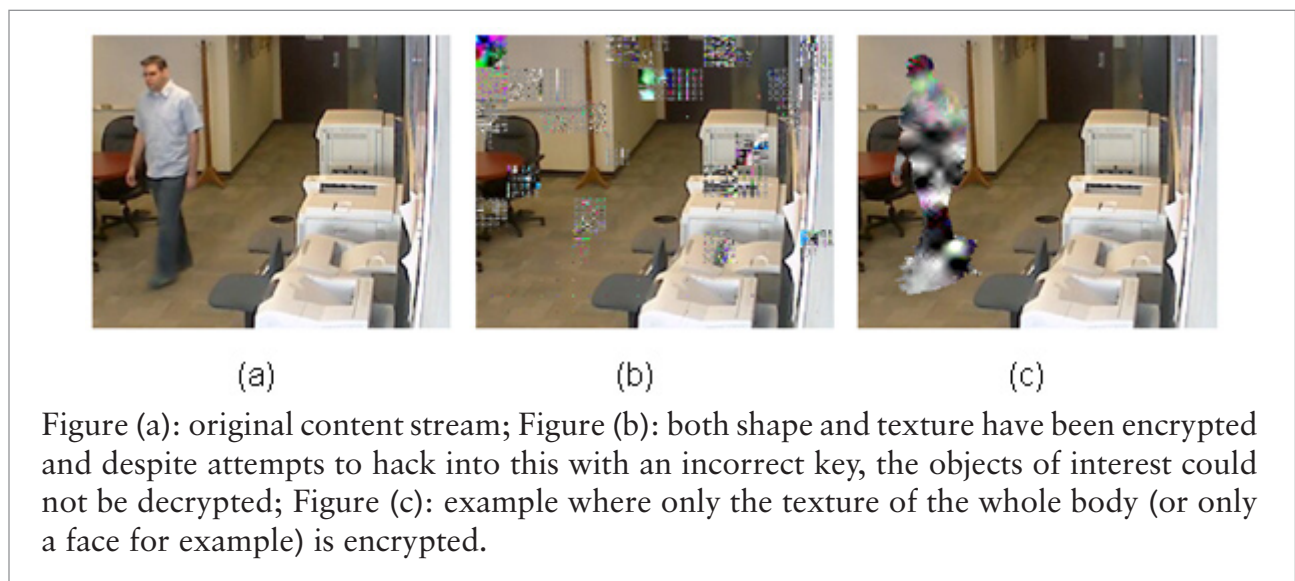 (a) (b) (c)
Figure (a): original content stream; Figure (b): both shape and texture have been encrypted
and despite attempts to hack into this with an incorrect key, the objects of interest could
not be decrypted; Figure (c): example where only the texture of the whole body (or only
a face for example) is encrypted.